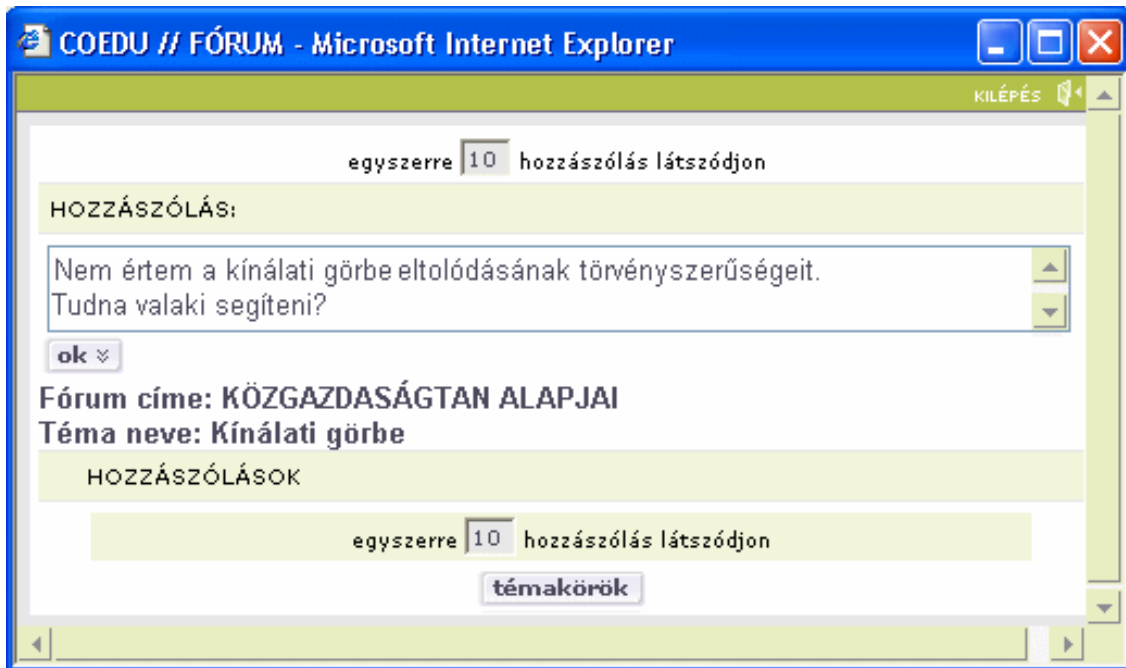 COEDU // FÓRUM - Microsoft Internet Explorer
KILÉPÉS
egyszerre 10 hozzászólás látszódjon
HOZZÁSZÓLÁS:
Nem értem a kínálati görbe eltolódásának törvényszerűségeit.
Tudna valaki segíteni?
ok
Fórum címe: KÖZGAZDASÁGTAN ALAPJAI
Téma neve: Kínálati görbe
HOZZÁSZÓLÁSOK
egyszerre 10 hozzászólás látszódjon
témakörök